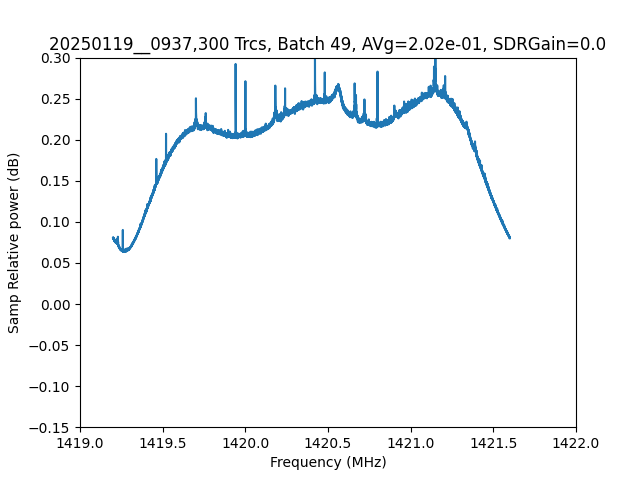 20250119__0937,300 Trcs, Batch 49, AVg=2.02e-01, SDRGain=0.0
0.30
0.25
0.20
0.15
0.10
0.05
0.00
−0.05
−0.10
−0.15
Samp Relative power (dB)
1419.0 1419.5 1420.0 1420.5 1421.0 1421.5 1422.0
Frequency (MHz)